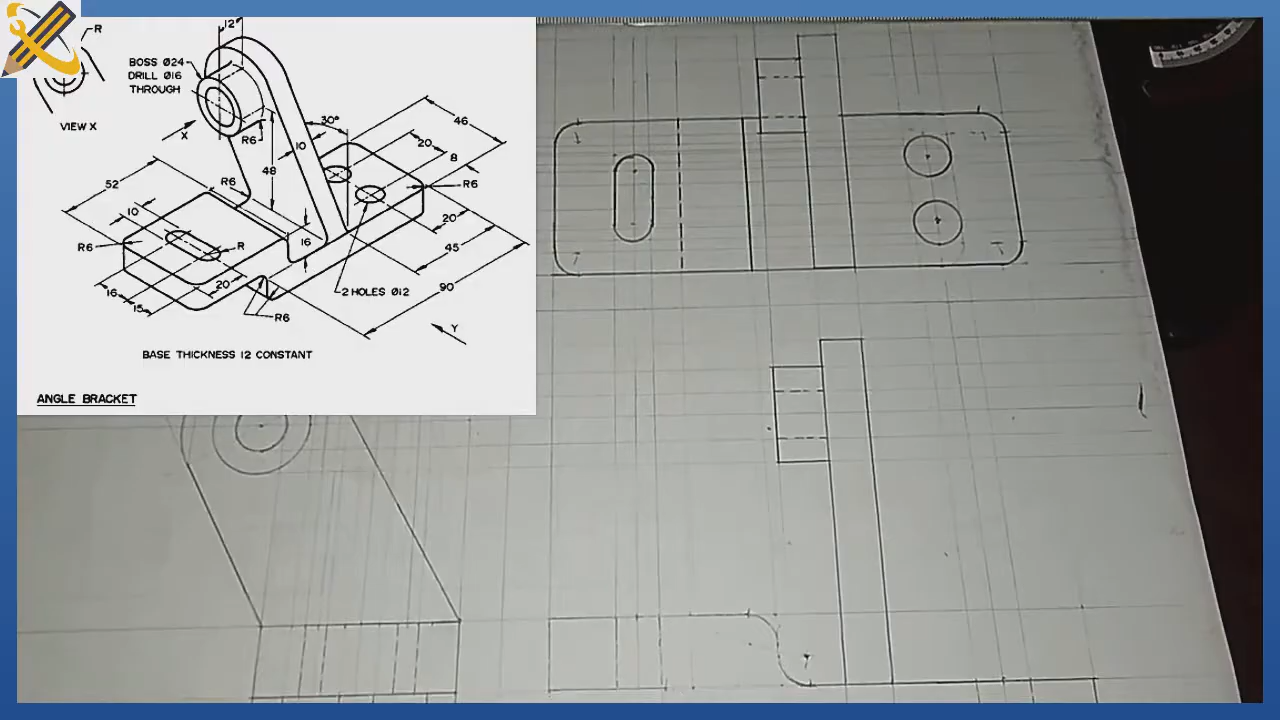 12
R
BOSS Ø24
DRILL Ø16
THROUGH
VIEW X
X
R6
10
30°
46
20
8
R6
48
R6
52
10
R6
R
16
20
45
90
16
15
20
2 HOLES Ø12
R6
Y
BASE THICKNESS 12 CONSTANT
ANGLE BRACKET